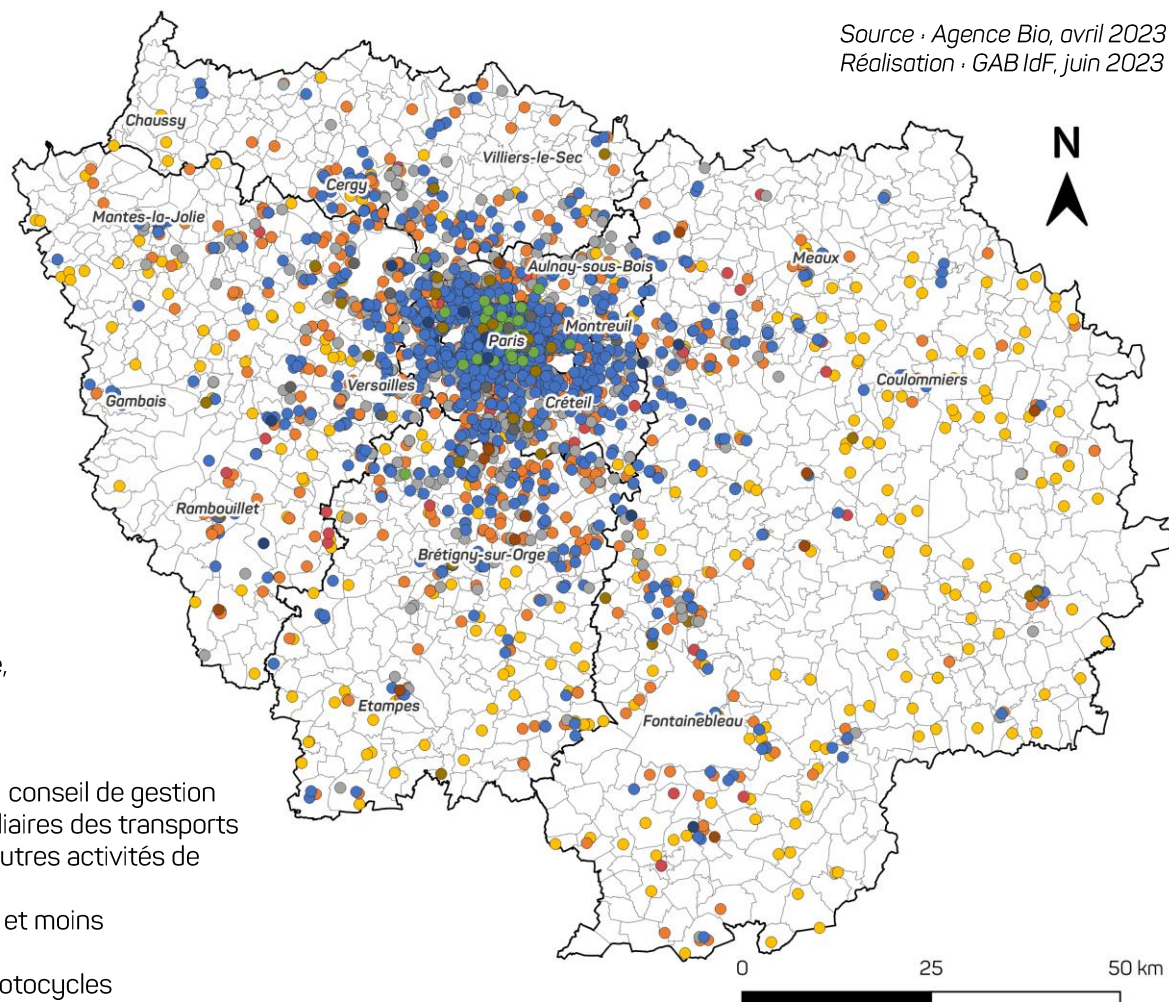 Source : Agence Bio, avril 2023
Réalisation : GAB IdF, juin 2023
N
Chaussy
Villiers-le-Sec
Cergy
Mantes-la-Jolie
Aulnay-sous-Bois
Meaux
Montreuil
Paris
Versailles
Coulommiers
Gambais
Créteil
Rambouillet
Brétigny-sur-Orge
Etampes
Fontainebleau
conseil de gestion
liaires des transports
utres activités de
et moins
otocycles
0 25 50 km